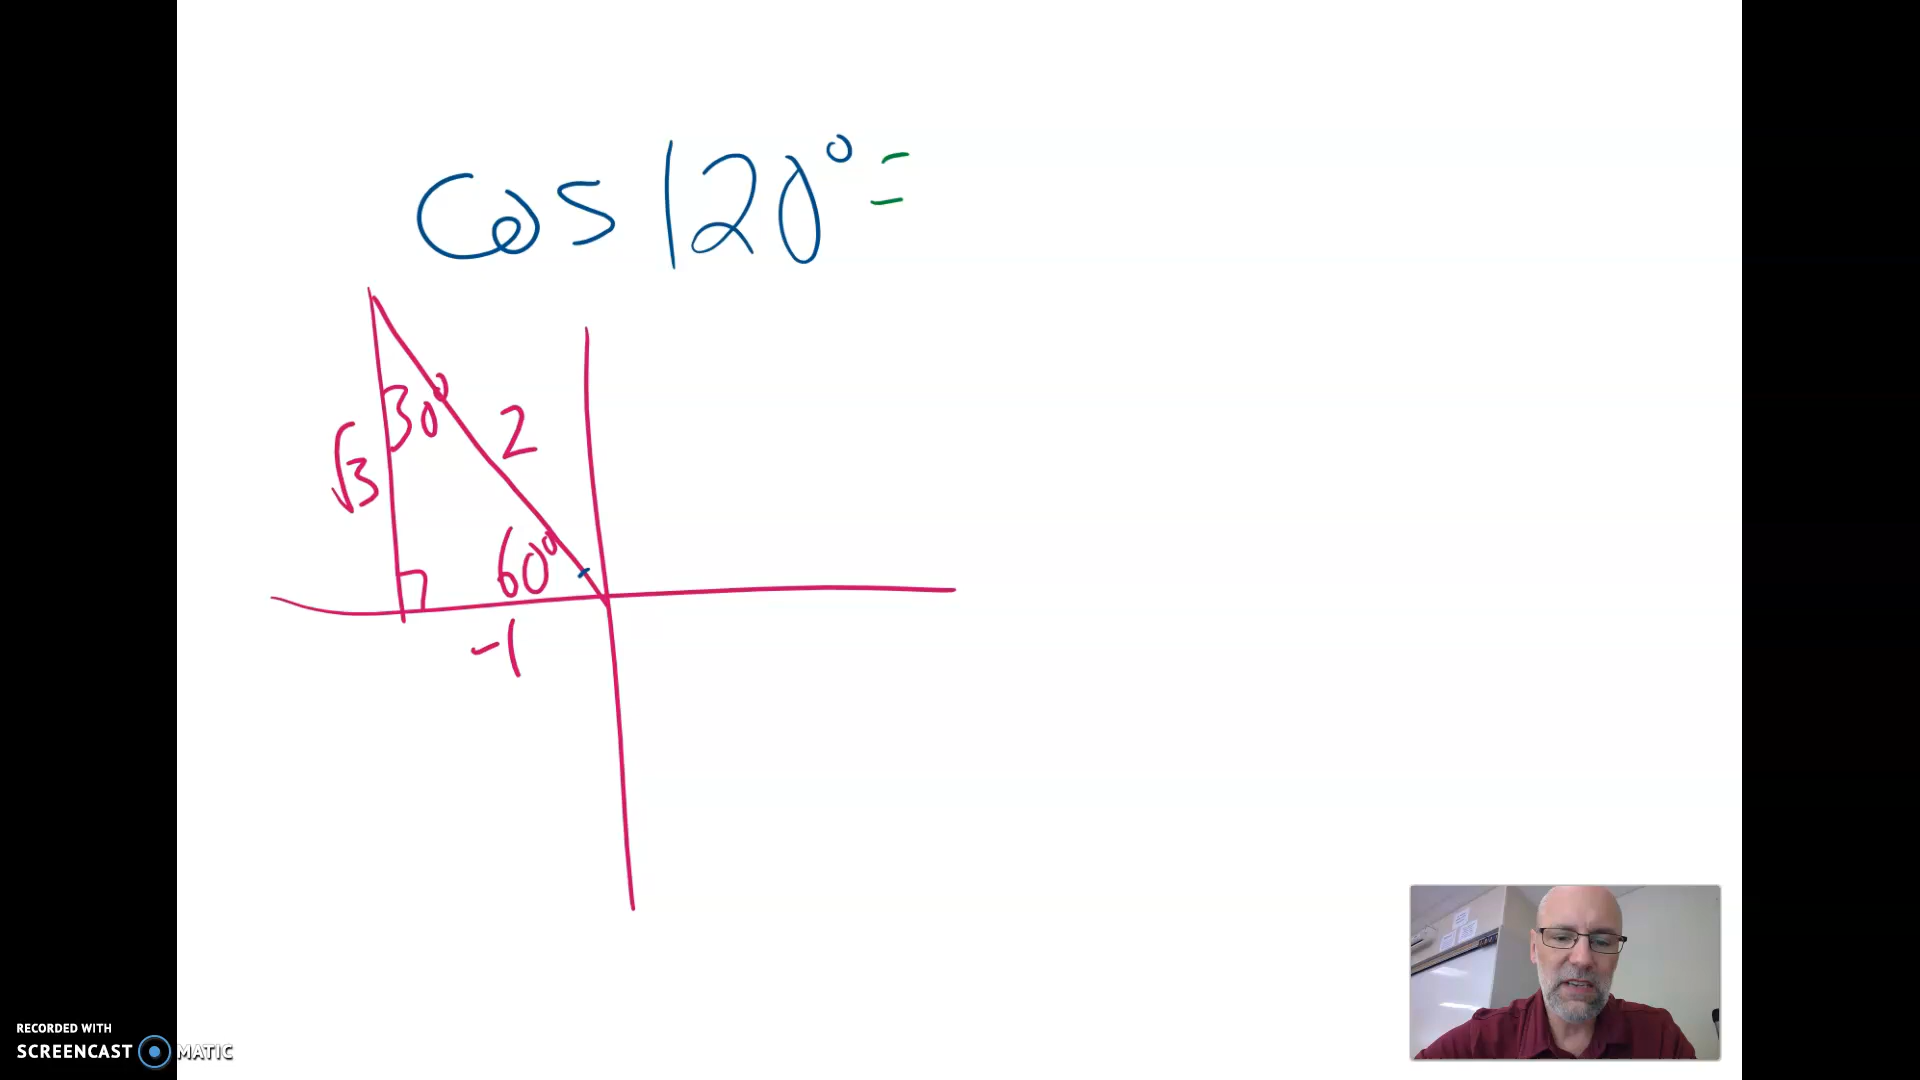 cos 120° =
30°
2
√3
60°
-1
RECORDED WITH
SCREENCAST MATIC